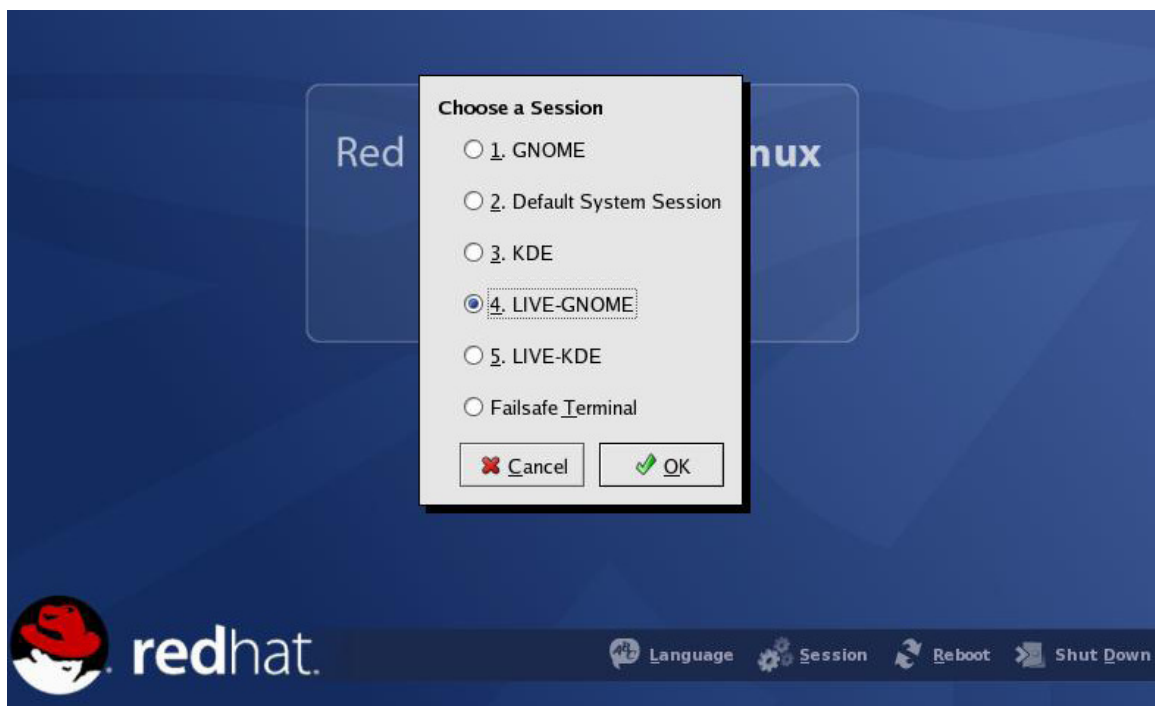 Choose a Session
Red nux
1. GNOME
2. Default System Session
3. KDE
4. LIVE-GNOME
5. LIVE-KDE
Failsafe Terminal
Cancel OK
redhat.
Language Session Reboot Shut Down